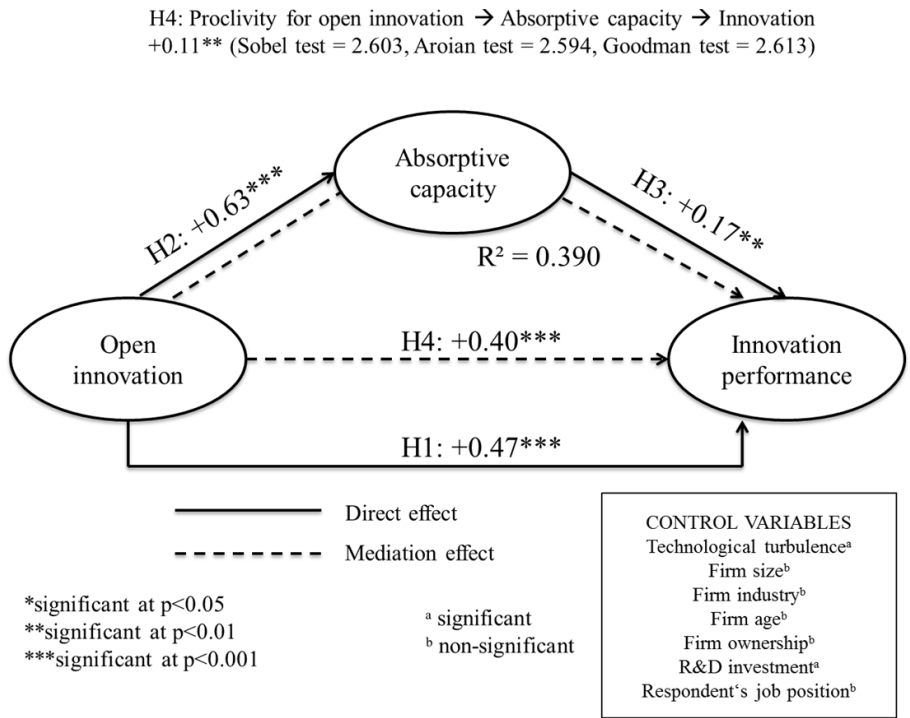 H4: Proclivity for open innovation → Absorptive capacity → Innovation
+0.11** (Sobel test = 2.603, Aroian test = 2.594, Goodman test = 2.613)
Absorptive
capacity
H2: +0.63***
H3: +0.17**
R² = 0.390
Open
innovation
H4: +0.40***
Innovation
performance
H1: +0.47***
Direct effect
Mediation effect
*significant at p<0.05
**significant at p<0.01
***significant at p<0.001
ᵃ significant
ᵇ non-significant
CONTROL VARIABLES
Technological turbulenceᵃ
Firm sizeᵇ
Firm industryᵇ
Firm ageᵇ
Firm ownershipᵇ
R&D investmentᵃ
Respondent‘s job positionᵇ